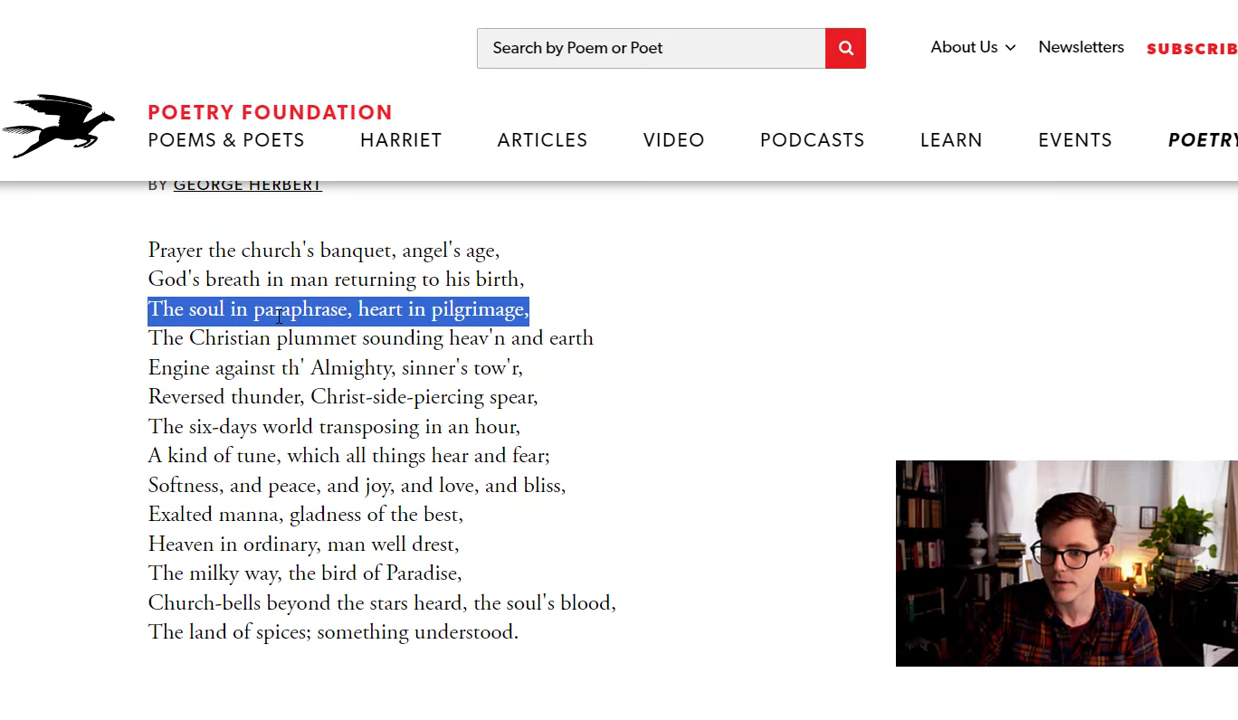 Search by Poem or Poet
About Us
Newsletters
SUBSCRIB
POETRY FOUNDATION
POEMS & POETS
HARRIET
ARTICLES
VIDEO
PODCASTS
LEARN
EVENTS
POETRY
BY GEORGE HERBERT
Prayer the church's banquet, angel's age,
God's breath in man returning to his birth,
The soul in paraphrase, heart in pilgrimage,
The Christian plummet sounding heav'n and earth
Engine against th' Almighty, sinner's tow'r,
Reversed thunder, Christ-side-piercing spear,
The six-days world transposing in an hour,
A kind of tune, which all things hear and fear;
Softness, and peace, and joy, and love, and bliss,
Exalted manna, gladness of the best,
Heaven in ordinary, man well drest,
The milky way, the bird of Paradise,
Church-bells beyond the stars heard, the soul's blood,
The land of spices; something understood.